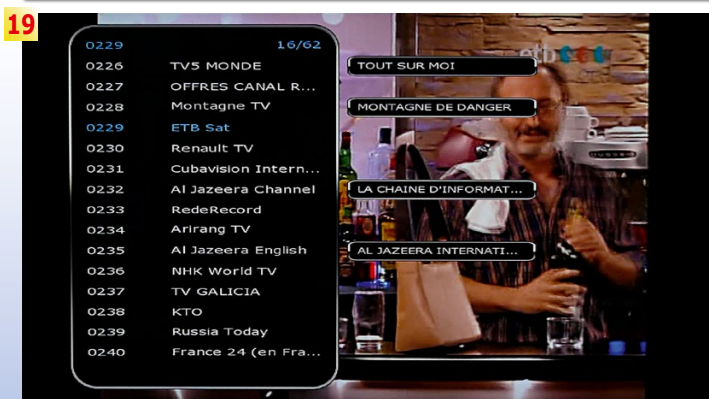 19
0229 16/62
0226 TV5 MONDE TOUT SUR MOI
0227 OFFRES CANAL R...
0228 Montagne TV MONTAGNE DE DANGER
0229 ETB Sat
0230 Renault TV
0231 Cubavision Intern...
0232 Al Jazeera Channel LA CHAINE D'INFORMAT...
0233 RedeRecord
0234 Arirang TV
0235 Al Jazeera English AL JAZEERA INTERNATI...
0236 NHK World TV
0237 TV GALICIA
0238 KTO
0239 Russia Today
0240 France 24 (en Fra...
etb